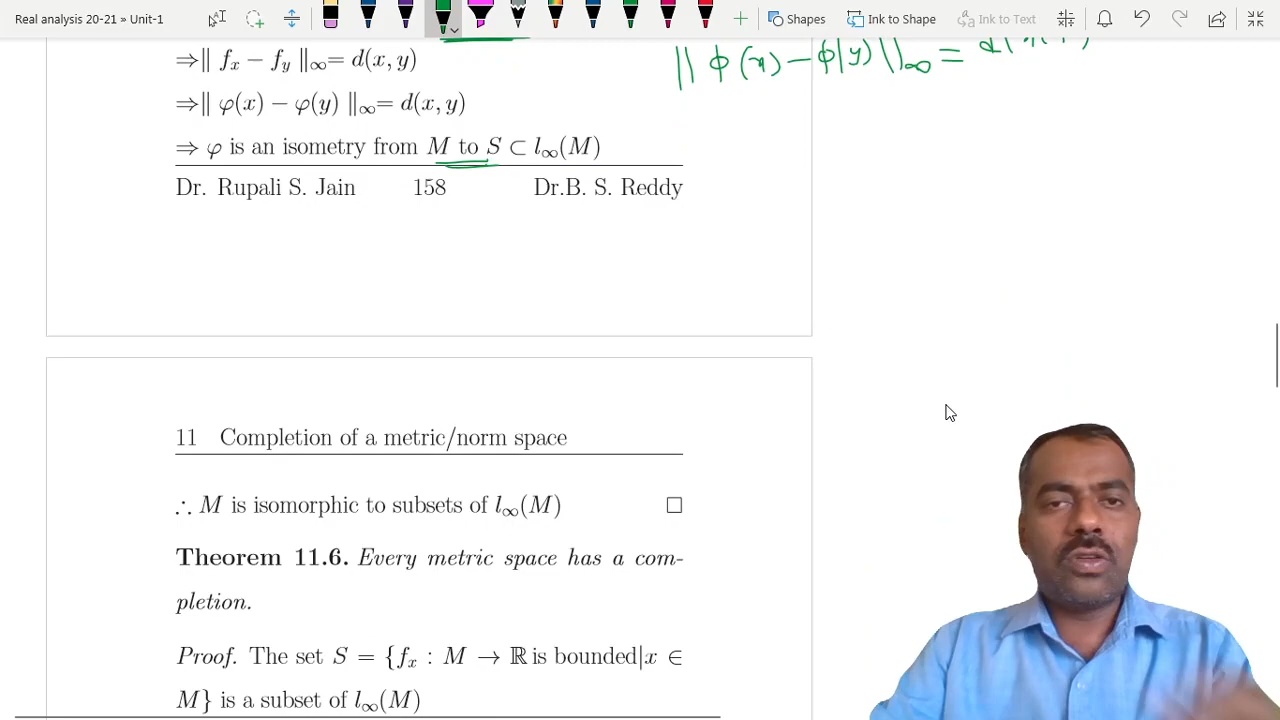 Real analysis 20-21 » Unit-1
Shapes
Ink to Shape
Ink to Text
⇒‖ f_x − f_y ‖_∞= d(x, y)
‖ φ(x) − φ(y) ‖_∞ =
⇒‖ φ(x) − φ(y) ‖_∞= d(x, y)
⇒ φ is an isometry from M to S ⊂ l_∞(M)
Dr. Rupali S. Jain 158 Dr.B. S. Reddy
11 Completion of a metric/norm space
∴ M is isomorphic to subsets of l_∞(M) □
Theorem 11.6. Every metric space has a com-
pletion.
Proof. The set S = {f_x : M → ℝ is bounded|x ∈
M} is a subset of l_∞(M)